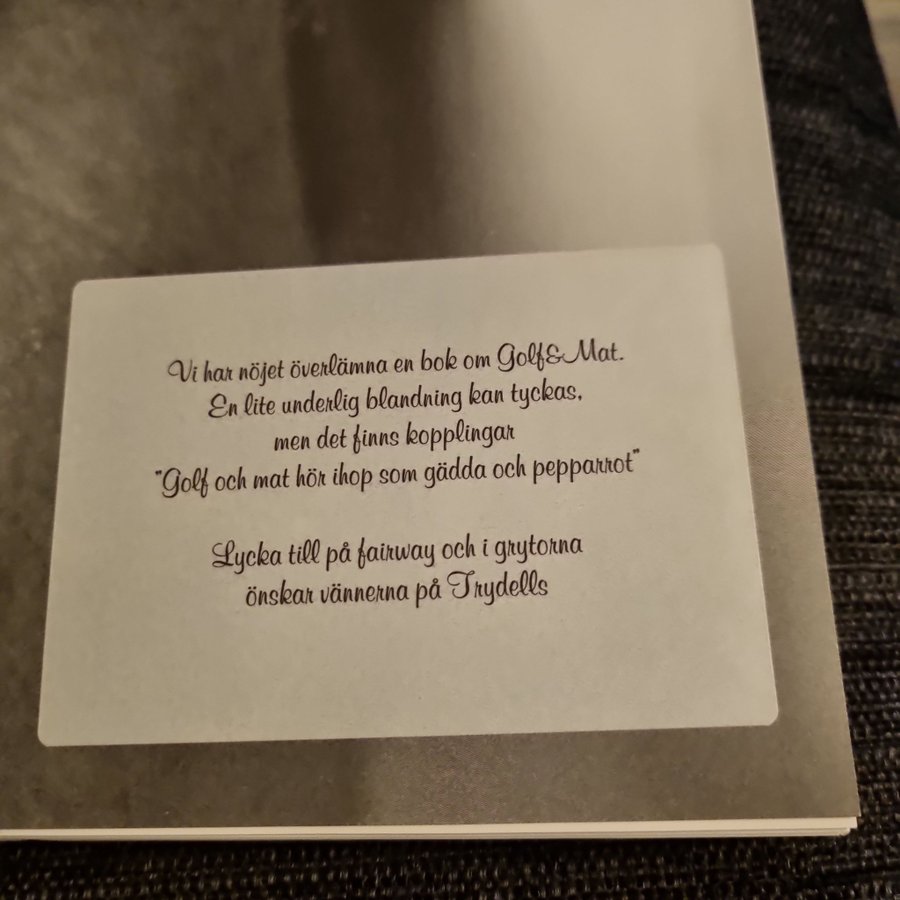 Vi har nöjet överlämna en bok om Golf&Mat.
En lite underlig blandning kan tyckas,
men det finns kopplingar
"Golf och mat hör ihop som gädda och pepparrot"
Lycka till på fairway och i grytorna
önskar vännerna på Trydells